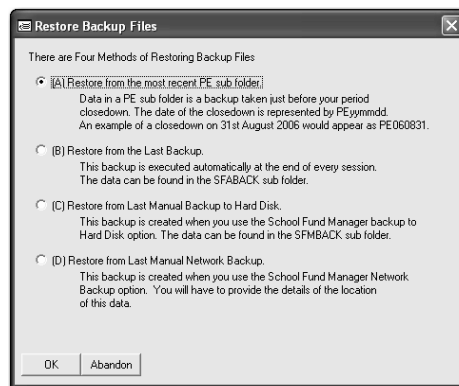 Restore Backup Files
There are Four Methods of Restoring Backup Files
(A) Restore from the most recent PE sub folder.
Data in a PE sub folder is a backup taken just before your period
closedown. The date of the closedown is represented by PEyymmdd.
An example of a closedown on 31st August 2006 would appear as PE060831.
(B) Restore from the Last Backup.
This backup is executed automatically at the end of every session.
The data can be found in the SFABACK sub folder.
(C) Restore from Last Manual Backup to Hard Disk.
This backup is created when you use the School Fund Manager backup to
Hard Disk option. The data can be found in the SFMBACK sub folder.
(D) Restore from Last Manual Network Backup.
This backup is created when you use the School Fund Manager Network
Backup option. You will have to provide the details of the location
of this data.
OK Abandon